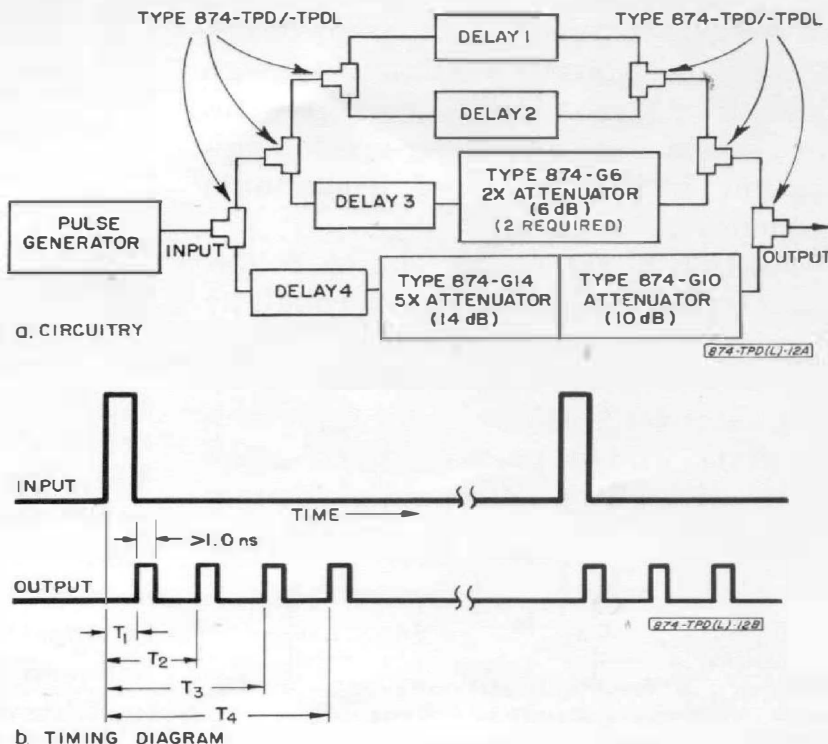 TYPE 874-TPD/-TPDL
TYPE 874-TPD/-TPDL
DELAY 1
DELAY 2
PULSE
GENERATOR
INPUT
DELAY 3
TYPE 874-G6
2X ATTENUATOR
(6 dB)
(2 REQUIRED)
OUTPUT
DELAY 4
TYPE 874-G14
5X ATTENUATOR
(14 dB)
TYPE 874-G10
ATTENUATOR
(10 dB)
a. CIRCUITRY
874-TPD(L)-12A
INPUT
TIME
>1.0 ns
OUTPUT
T1
874-TPD(L)-12B
T2
T3
T4
b. TIMING DIAGRAM